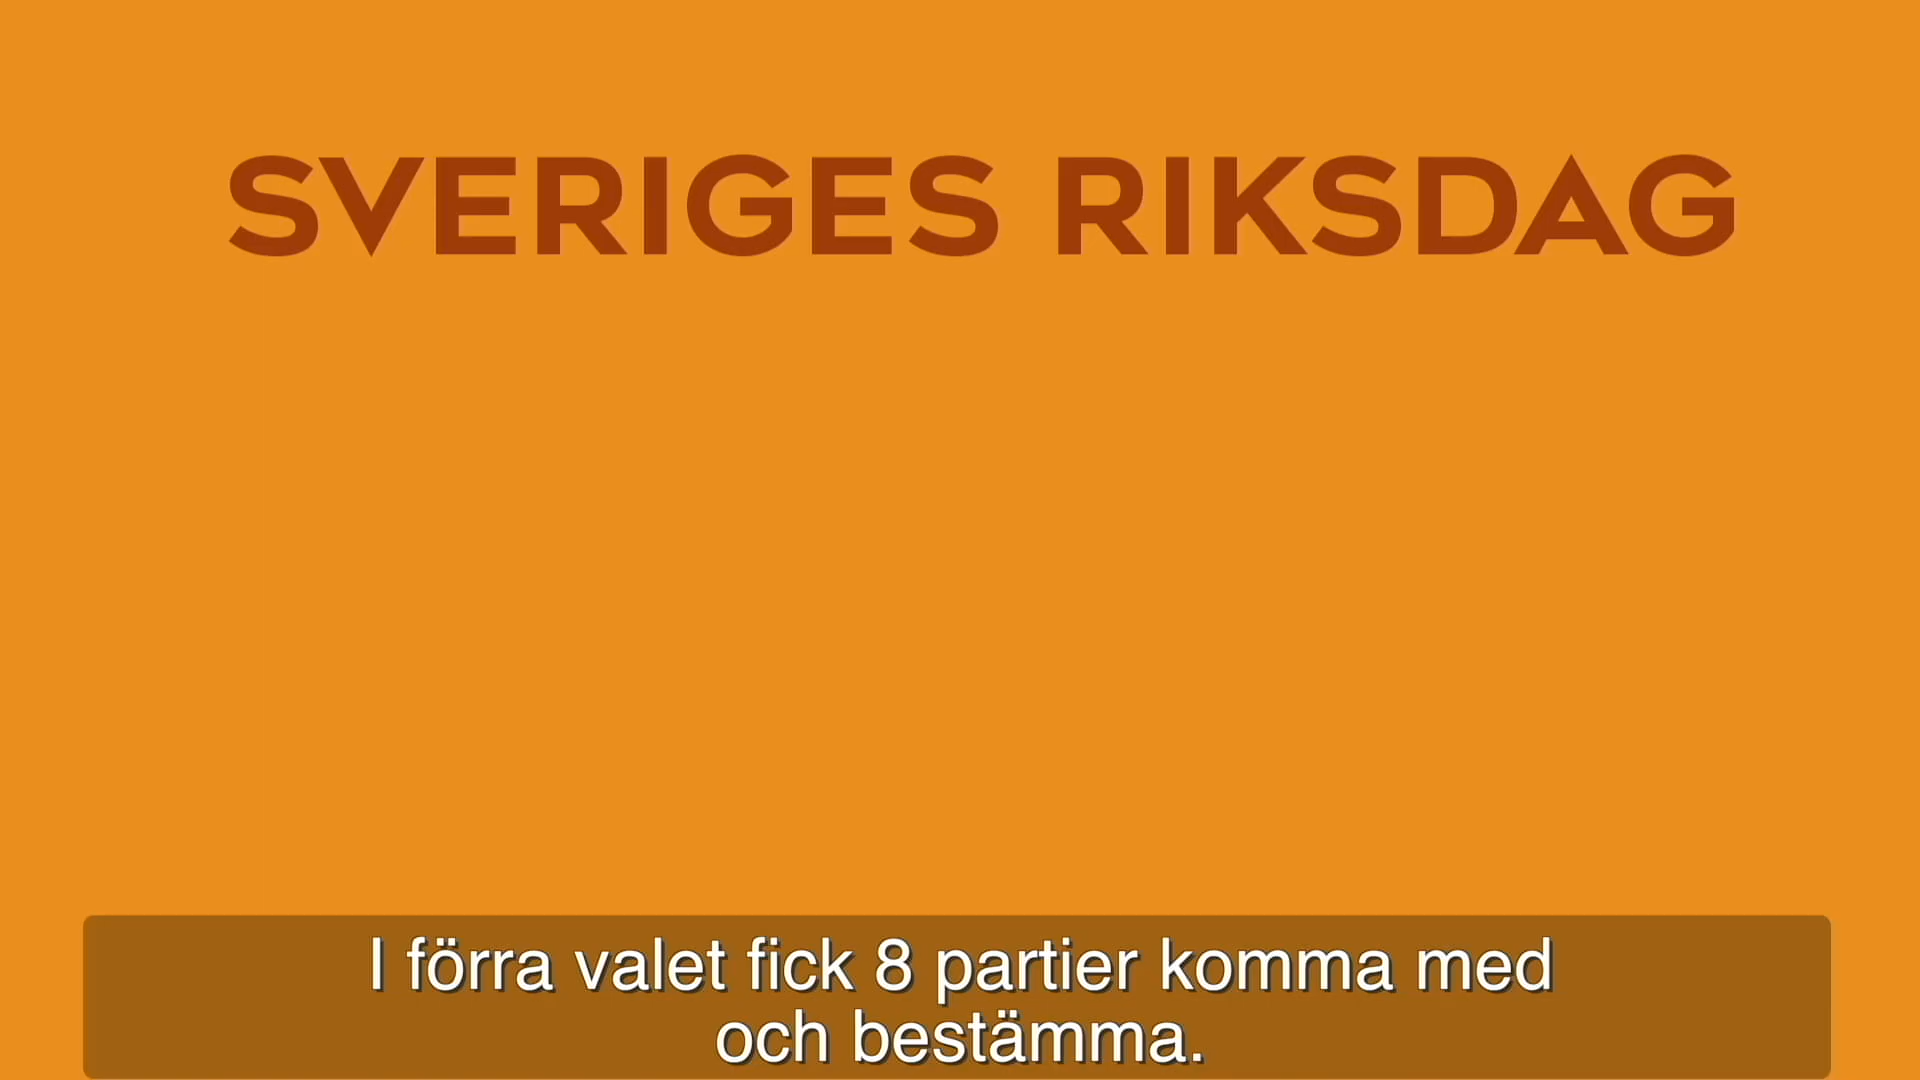 SVERIGES RIKSDAG
I förra valet fick 8 partier komma med
och bestämma.